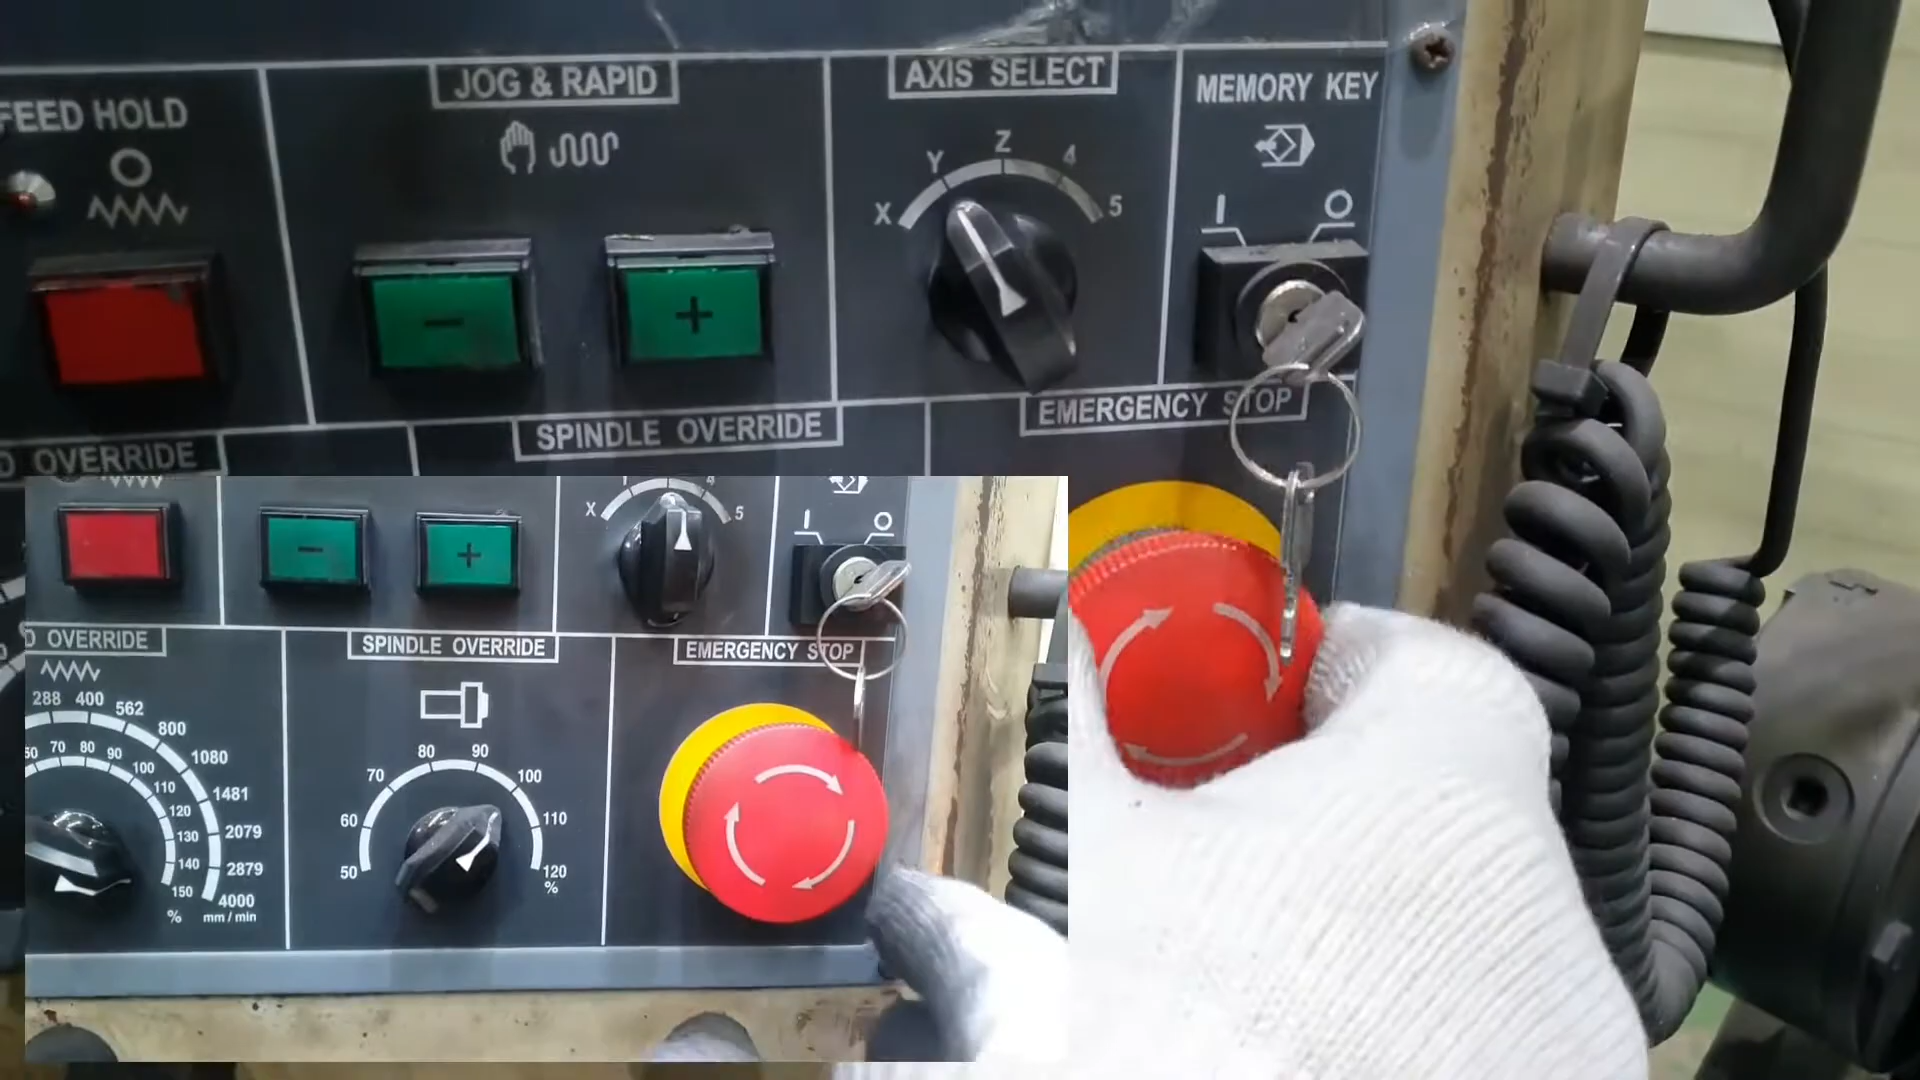 FEED HOLD
JOG & RAPID
AXIS SELECT
MEMORY KEY
X Y Z 4 5
I O
- +
D OVERRIDE
SPINDLE OVERRIDE
EMERGENCY STOP
X 4 5
I O
- +
D OVERRIDE
SPINDLE OVERRIDE
EMERGENCY STOP
288 400 562 800 1080 1481 2079 2879 4000
mm / min
70 80 90 100 110 120 130 140 150
%
50 60 70 80 90 100 110 120
%